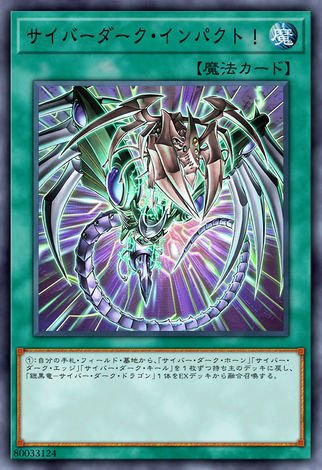 サイバーダーク・インパクト！
魔
【魔法カード】
①：自分の手札・フィールド・墓地から、「サイバー・ダーク・ホーン」「サイバー・
ダーク・エッジ」「サイバー・ダーク・キール」を１枚ずつ持ち主のデッキに戻し、
「鎧黒竜－サイバー・ダーク・ドラゴン」１体をEXデッキから融合召喚する。
80033124